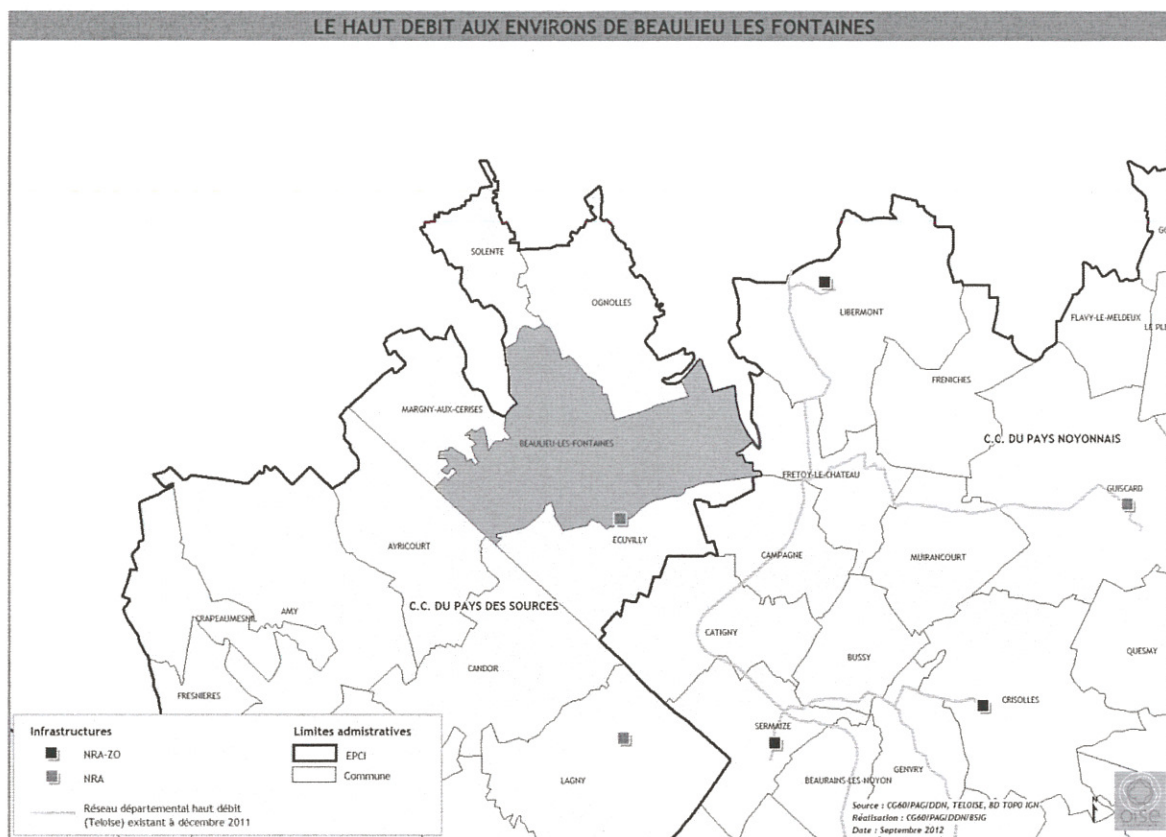 LE HAUT DEBIT AUX ENVIRONS DE BEAULIEU LES FONTAINES
SOLENTE
OGNOLLES
LIBERMONT
FLAVY-LE-MELDEUX
LE PLE
FRENICHES
MARGNY-AUX-CERISES
BEAULIEU-LES-FONTAINES
C.C. DU PAYS NOYONNAIS
FRETOY-LE-CHATEAU
GUISCARD
ECUVILLY
AVRICOURT
CAMPAGNE
MUIRANCOURT
C.C. DU PAYS DES SOURCES
CRAPEAUMESNIL
AMY
CATIGNY
BUSSY
QUESMY
CANDOR
FRESNIERES
CRISOLLES
SERMAIZE
LAGNY
BEAURAINS-LES-NOYON
GENVRY
Infrastructures
NRA-ZO
NRA
Réseau départemental haut débit
(Teloise) existant à décembre 2011
Limites admistratives
EPCI
Commune
Source : CG60/PAG/DDN, TELOISE, BD TOPO IGN
Réalisation : CG60/PAG/DDN/BSIG
Date : Septembre 2012
N
oise